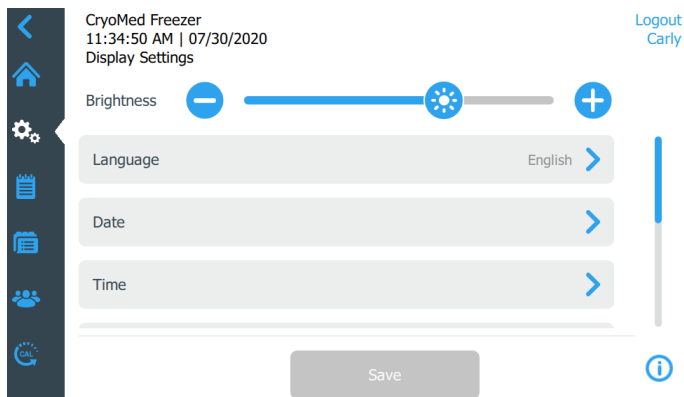 CryoMed Freezer
11:34:50 AM | 07/30/2020
Display Settings
Logout
Carly
Brightness
Language English
Date
Time
CAL
Save